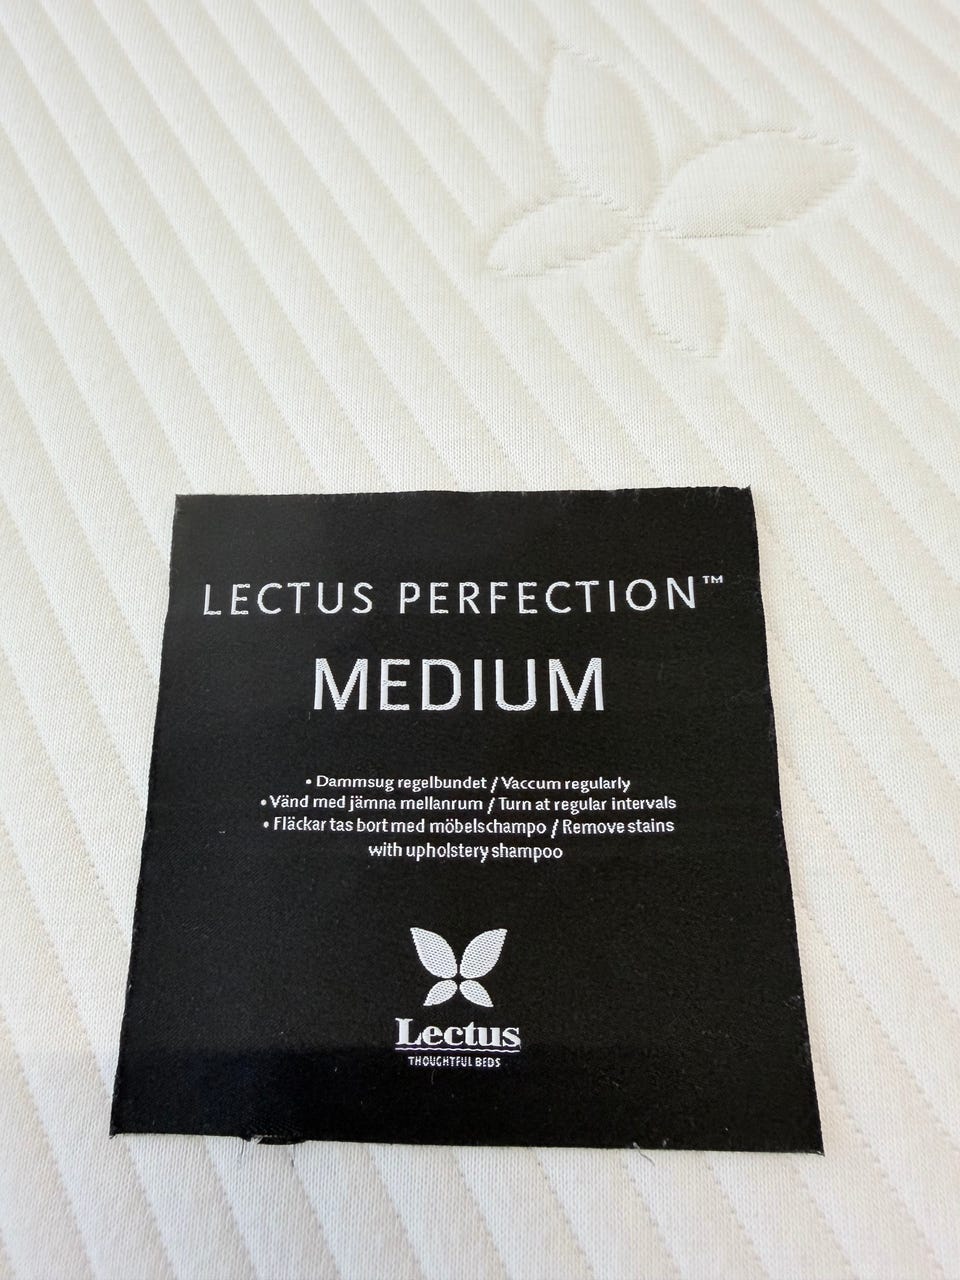 LECTUS PERFECTION™
MEDIUM
• Dammsug regelbundet / Vaccum regularly
• Vänd med jämna mellanrum / Turn at regular intervals
• Fläckar tas bort med möbelschampo / Remove stains
with upholstery shampoo
Lectus
THOUGHTFUL BEDS